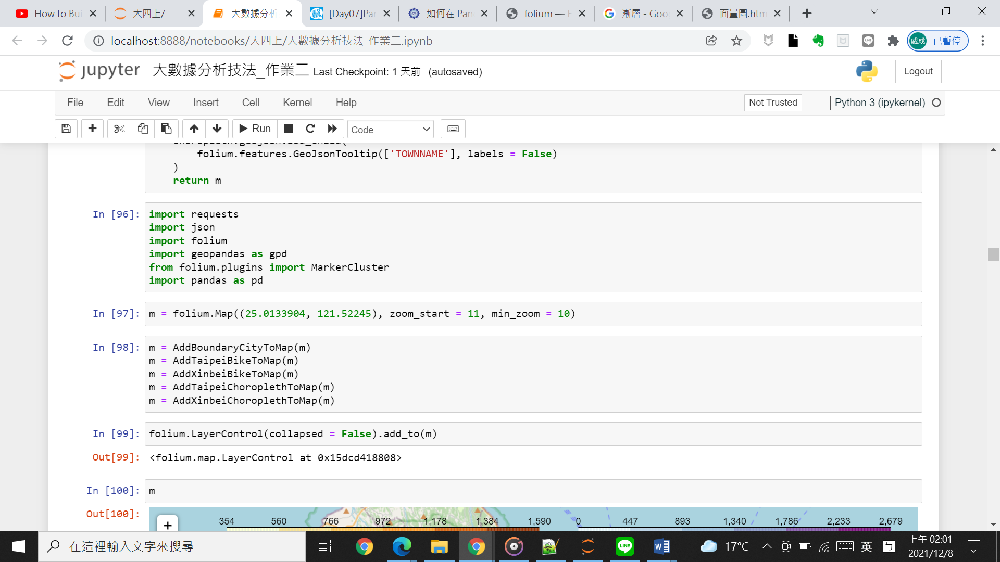 How to Bui
大四上/
大數據分析
[Day07]Pan
如何在 Pan
folium — F
漸層 - Goo
面量圖.htm
localhost:8888/notebooks/大四上/大數據分析技法_作業二.ipynb
威成 已暫停
jupyter 大數據分析技法_作業二 Last Checkpoint: 1 天前 (autosaved)
Logout
File Edit View Insert Cell Kernel Help
Not Trusted
Python 3 (ipykernel)
Run
Code
choropleth.geojson.add_child(
folium.features.GeoJsonTooltip(['TOWNNAME'], labels = False)
)
return m
In [96]:
import requests
import json
import folium
import geopandas as gpd
from folium.plugins import MarkerCluster
import pandas as pd
In [97]: m = folium.Map((25.0133904, 121.52245), zoom_start = 11, min_zoom = 10)
In [98]:
m = AddBoundaryCityToMap(m)
m = AddTaipeiBikeToMap(m)
m = AddXinbeiBikeToMap(m)
m = AddTaipeiChoroplethToMap(m)
m = AddXinbeiChoroplethToMap(m)
In [99]: folium.LayerControl(collapsed = False).add_to(m)
Out[99]: <folium.map.LayerControl at 0x15dcd418808>
In [100]: m
Out[100]:
+
354 560 766 972 1,178 1,384 1,590 0 447 893 1,340 1,786 2,233 2,679
在這裡輸入文字來搜尋
LINE
W
17°C
英
ㄅ
上午 02:01
2021/12/8